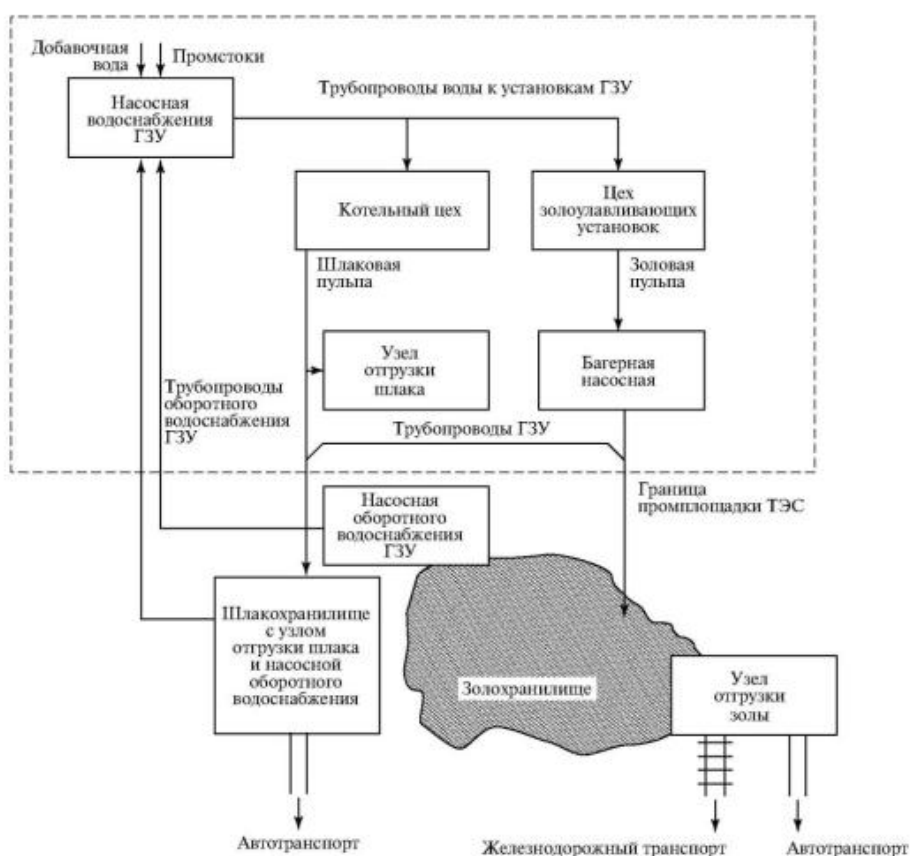 Добавочная
вода
Промстоки
Насосная
водоснабжения
ГЗУ
Трубопроводы воды к установкам ГЗУ
Котельный цех
Цех
золоулавливающих
установок
Шлаковая
пульпа
Золовая
пульпа
Узел
отгрузки
шлака
Багерная
насосная
Трубопроводы
оборотного
водоснабжения
ГЗУ
Трубопроводы ГЗУ
Граница
промплощадки ТЭС
Насосная
оборотного
водоснабжения
ГЗУ
Шлакохранилище
с узлом
отгрузки шлака
и насосной
оборотного
водоснабжения
Золохранилище
Узел
отгрузки
золы
Автотранспорт
Железнодорожный транспорт
Автотранспорт